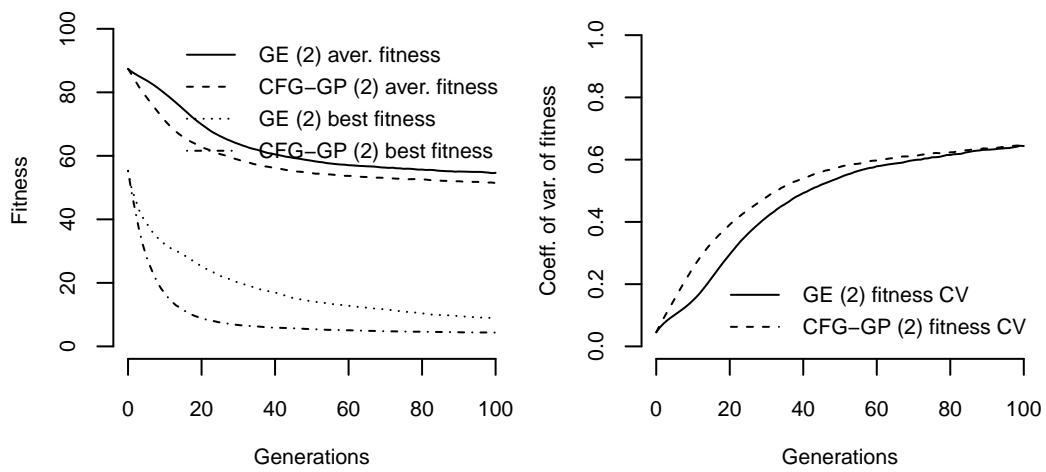 Fitness
100
80
60
40
20
0
GE (2) aver. fitness
CFG−GP (2) aver. fitness
GE (2) best fitness
CFG−GP (2) best fitness
0 20 40 60 80 100
Generations
Coeff. of var. of fitness
1.0
0.8
0.6
0.4
0.2
0.0
GE (2) fitness CV
CFG−GP (2) fitness CV
0 20 40 60 80 100
Generations